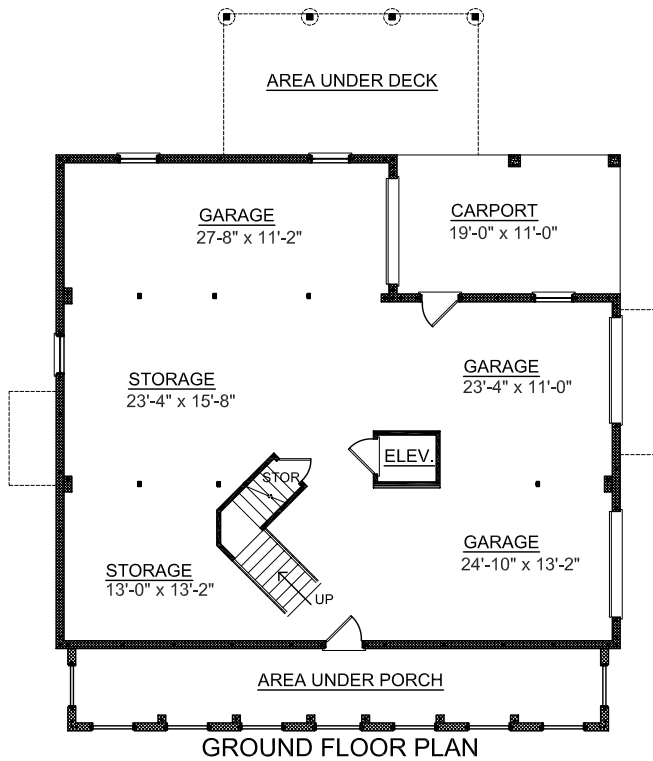 AREA UNDER DECK
GARAGE
27-8" x 11'-2"
CARPORT
19'-0" x 11'-0"
STORAGE
23'-4" x 15'-8"
GARAGE
23'-4" x 11'-0"
ELEV.
STOR.
GARAGE
24'-10" x 13'-2"
STORAGE
13'-0" x 13'-2"
UP
AREA UNDER PORCH
GROUND FLOOR PLAN